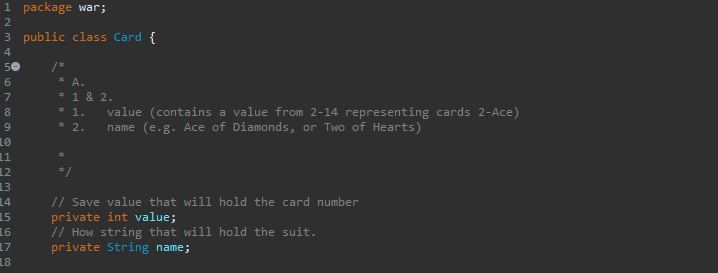 1 package war;
2
3 public class Card {
4
5 /*
6 * A.
7 * 1 & 2.
8 * 1. value (contains a value from 2-14 representing cards 2-Ace)
9 * 2. name (e.g. Ace of Diamonds, or Two of Hearts)
10
11 *
12 */
13
14 // Save value that will hold the card number
15 private int value;
16 // How string that will hold the suit.
17 private String name;
18